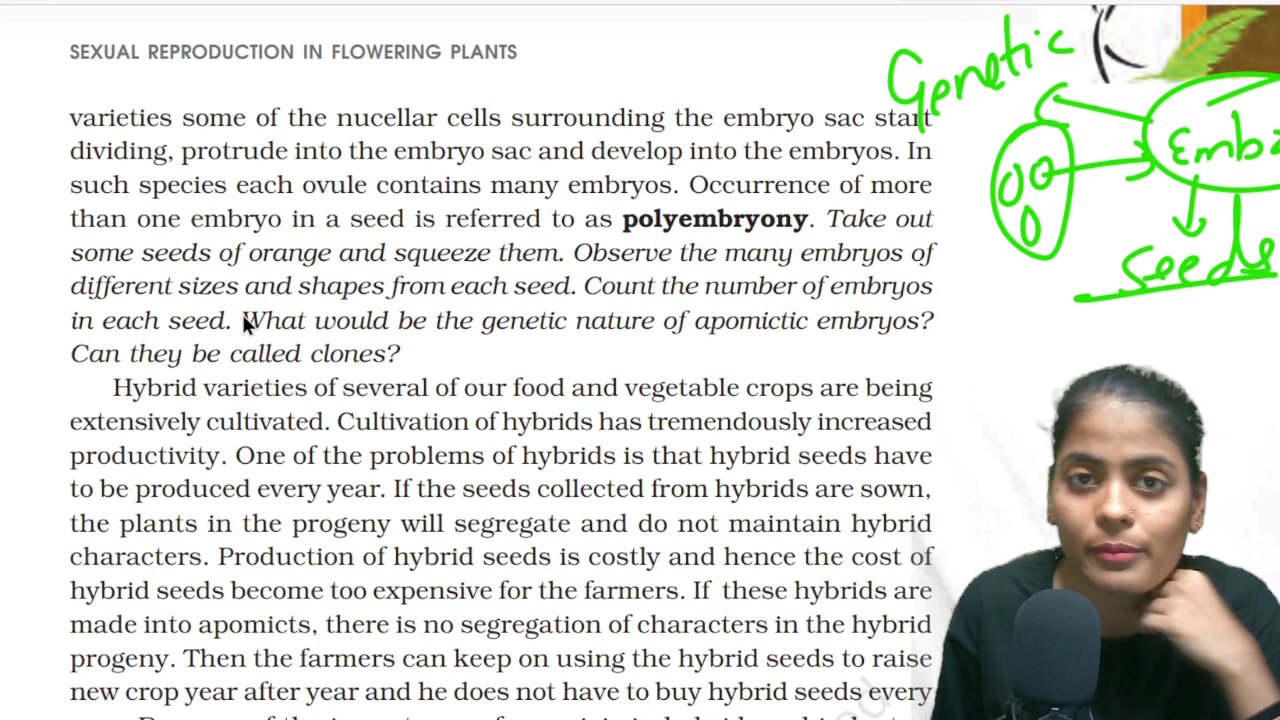 SEXUAL REPRODUCTION IN FLOWERING PLANTS
Genetic
varieties some of the nucellar cells surrounding the embryo sac start
dividing, protrude into the embryo sac and develop into the embryos. In
such species each ovule contains many embryos. Occurrence of more
than one embryo in a seed is referred to as polyembryony. Take out
some seeds of orange and squeeze them. Observe the many embryos of
different sizes and shapes from each seed. Count the number of embryos
in each seed. What would be the genetic nature of apomictic embryos?
Can they be called clones?
Hybrid varieties of several of our food and vegetable crops are being
extensively cultivated. Cultivation of hybrids has tremendously increased
productivity. One of the problems of hybrids is that hybrid seeds have
to be produced every year. If the seeds collected from hybrids are sown,
the plants in the progeny will segregate and do not maintain hybrid
characters. Production of hybrid seeds is costly and hence the cost of
hybrid seeds become too expensive for the farmers. If these hybrids are
made into apomicts, there is no segregation of characters in the hybrid
progeny. Then the farmers can keep on using the hybrid seeds to raise
new crop year after year and he does not have to buy hybrid seeds every
Emb
seeds